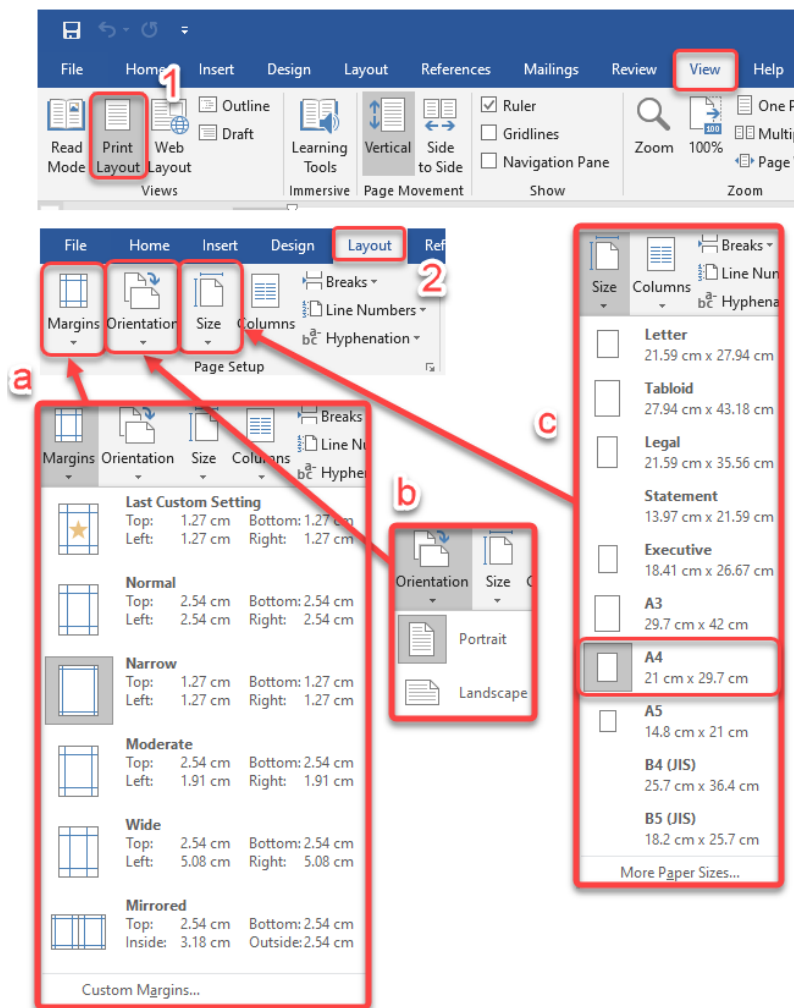 File Home Insert Design Layout References Mailings Review View Help
1
Outline
Draft
Read Mode
Print Layout
Web Layout
Views
Learning Tools
Immersive
Vertical
Side to Side
Page Movement
Ruler
Gridlines
Navigation Pane
Show
Zoom
100%
100
One P
Multip
Page
Zoom
File Home Insert Design Layout Ref
2
Margins
Orientation
Size
Columns
Breaks
Line Numbers
Hyphenation
Page Setup
a
Margins
Orientation
Size
Columns
Breaks
Line Nu
Hyphen
Last Custom Setting
Top: 1.27 cm Bottom: 1.27 cm
Left: 1.27 cm Right: 1.27 cm
Normal
Top: 2.54 cm Bottom: 2.54 cm
Left: 2.54 cm Right: 2.54 cm
Narrow
Top: 1.27 cm Bottom: 1.27 cm
Left: 1.27 cm Right: 1.27 cm
Moderate
Top: 2.54 cm Bottom: 2.54 cm
Left: 1.91 cm Right: 1.91 cm
Wide
Top: 2.54 cm Bottom: 2.54 cm
Left: 5.08 cm Right: 5.08 cm
Mirrored
Top: 2.54 cm Bottom: 2.54 cm
Inside: 3.18 cm Outside: 2.54 cm
Custom Margins...
b
Orientation
Size
Portrait
Landscape
c
Size
Columns
Breaks
Line Num
Hyphena
Letter
21.59 cm x 27.94 cm
Tabloid
27.94 cm x 43.18 cm
Legal
21.59 cm x 35.56 cm
Statement
13.97 cm x 21.59 cm
Executive
18.41 cm x 26.67 cm
A3
29.7 cm x 42 cm
A4
21 cm x 29.7 cm
A5
14.8 cm x 21 cm
B4 (JIS)
25.7 cm x 36.4 cm
B5 (JIS)
18.2 cm x 25.7 cm
More Paper Sizes...